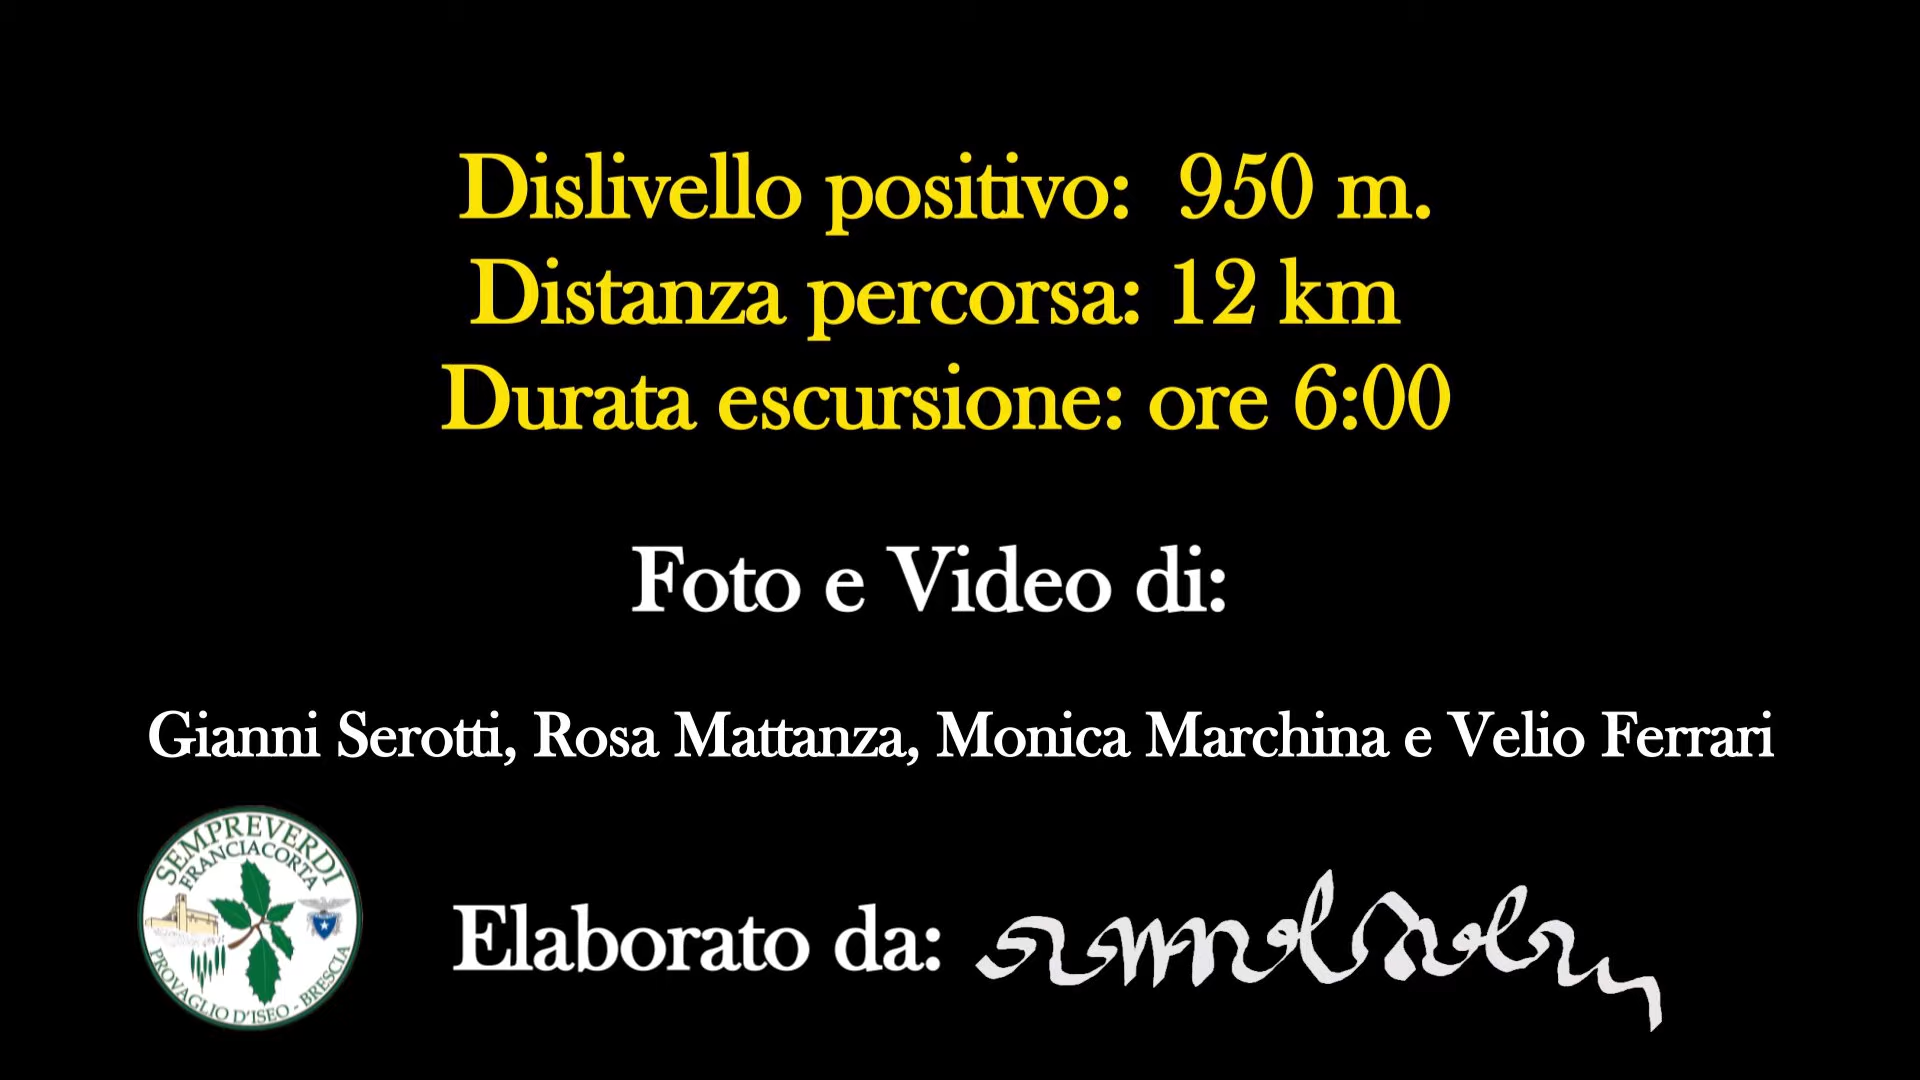 Dislivello positivo: 950 m.
Distanza percorsa: 12 km
Durata escursione: ore 6:00
Foto e Video di:
Gianni Serotti, Rosa Mattanza, Monica Marchina e Velio Ferrari
SEMPREVERDI
FRANCIACORTA
PROVAGLIO D'ISEO - BRESCIA
Elaborato da: